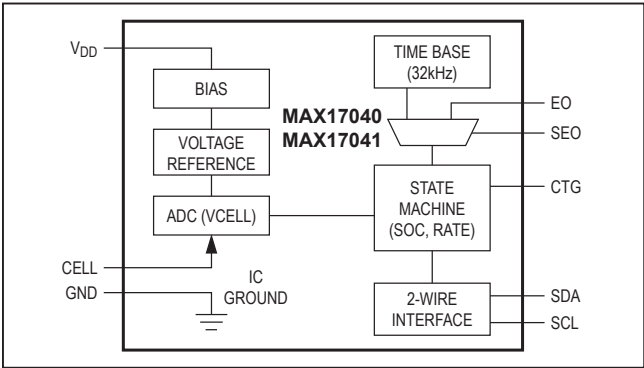 VDD
BIAS
VOLTAGE
REFERENCE
ADC (VCELL)
CELL
GND
IC
GROUND
MAX17040
MAX17041
TIME BASE
(32kHz)
EO
SEO
STATE
MACHINE
(SOC, RATE)
CTG
2-WIRE
INTERFACE
SDA
SCL